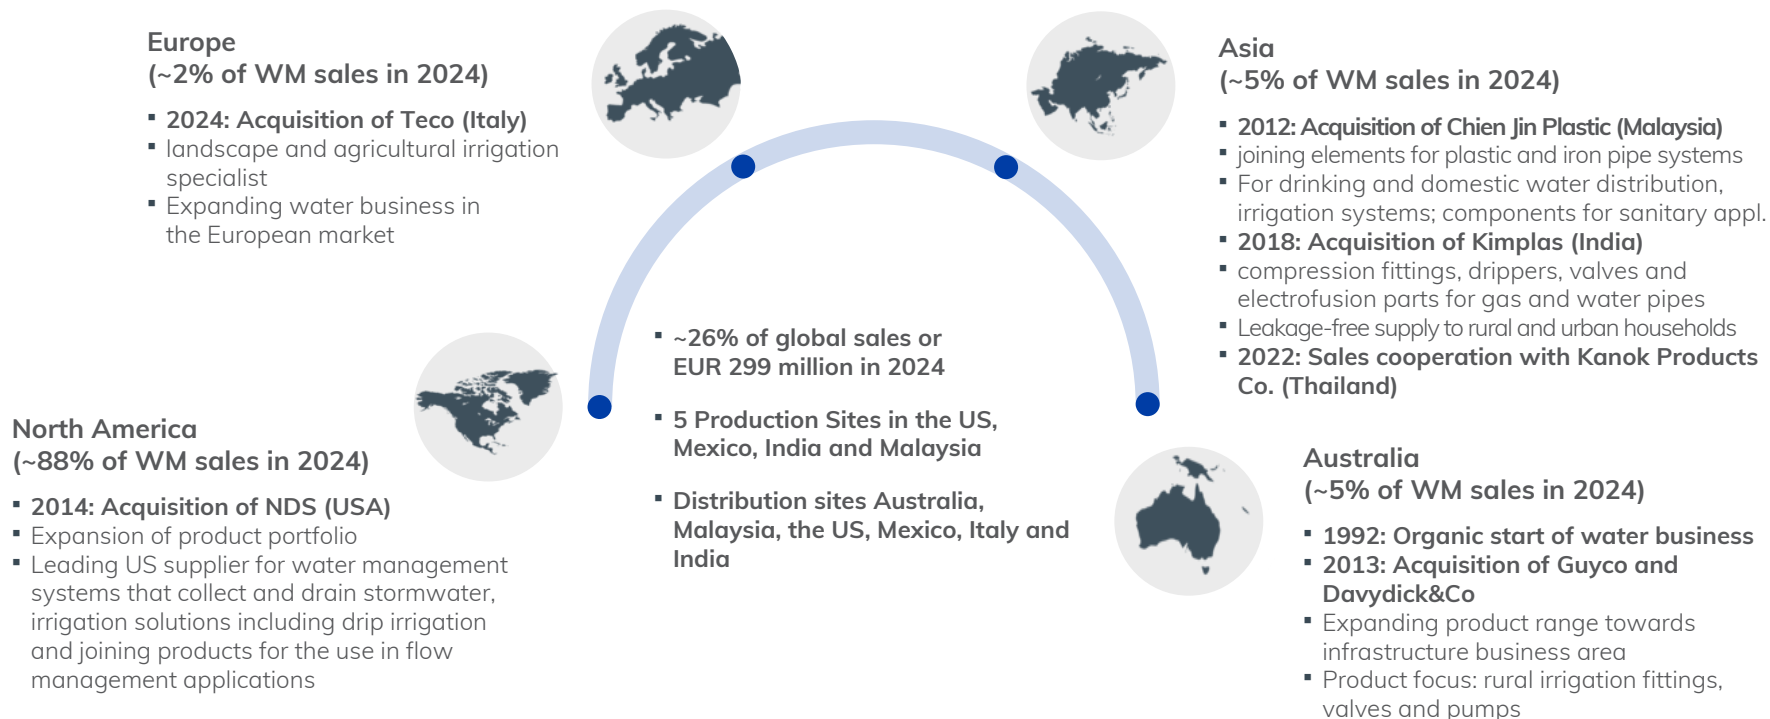 Europe
(~2% of WM sales in 2024)
▪ 2024: Acquisition of Teco (Italy)
▪ landscape and agricultural irrigation
specialist
▪ Expanding water business in
the European market
Asia
(~5% of WM sales in 2024)
▪ 2012: Acquisition of Chien Jin Plastic (Malaysia)
▪ joining elements for plastic and iron pipe systems
▪ For drinking and domestic water distribution,
irrigation systems; components for sanitary appl.
▪ 2018: Acquisition of Kimplas (India)
▪ compression fittings, drippers, valves and
electrofusion parts for gas and water pipes
▪ Leakage-free supply to rural and urban households
▪ 2022: Sales cooperation with Kanok Products
Co. (Thailand)
▪ ~26% of global sales or
EUR 299 million in 2024
▪ 5 Production Sites in the US,
Mexico, India and Malaysia
▪ Distribution sites Australia,
Malaysia, the US, Mexico, Italy and
India
North America
(~88% of WM sales in 2024)
▪ 2014: Acquisition of NDS (USA)
▪ Expansion of product portfolio
▪ Leading US supplier for water management
systems that collect and drain stormwater,
irrigation solutions including drip irrigation
and joining products for the use in flow
management applications
Australia
(~5% of WM sales in 2024)
▪ 1992: Organic start of water business
▪ 2013: Acquisition of Guyco and
Davydick&Co
▪ Expanding product range towards
infrastructure business area
▪ Product focus: rural irrigation fittings,
valves and pumps